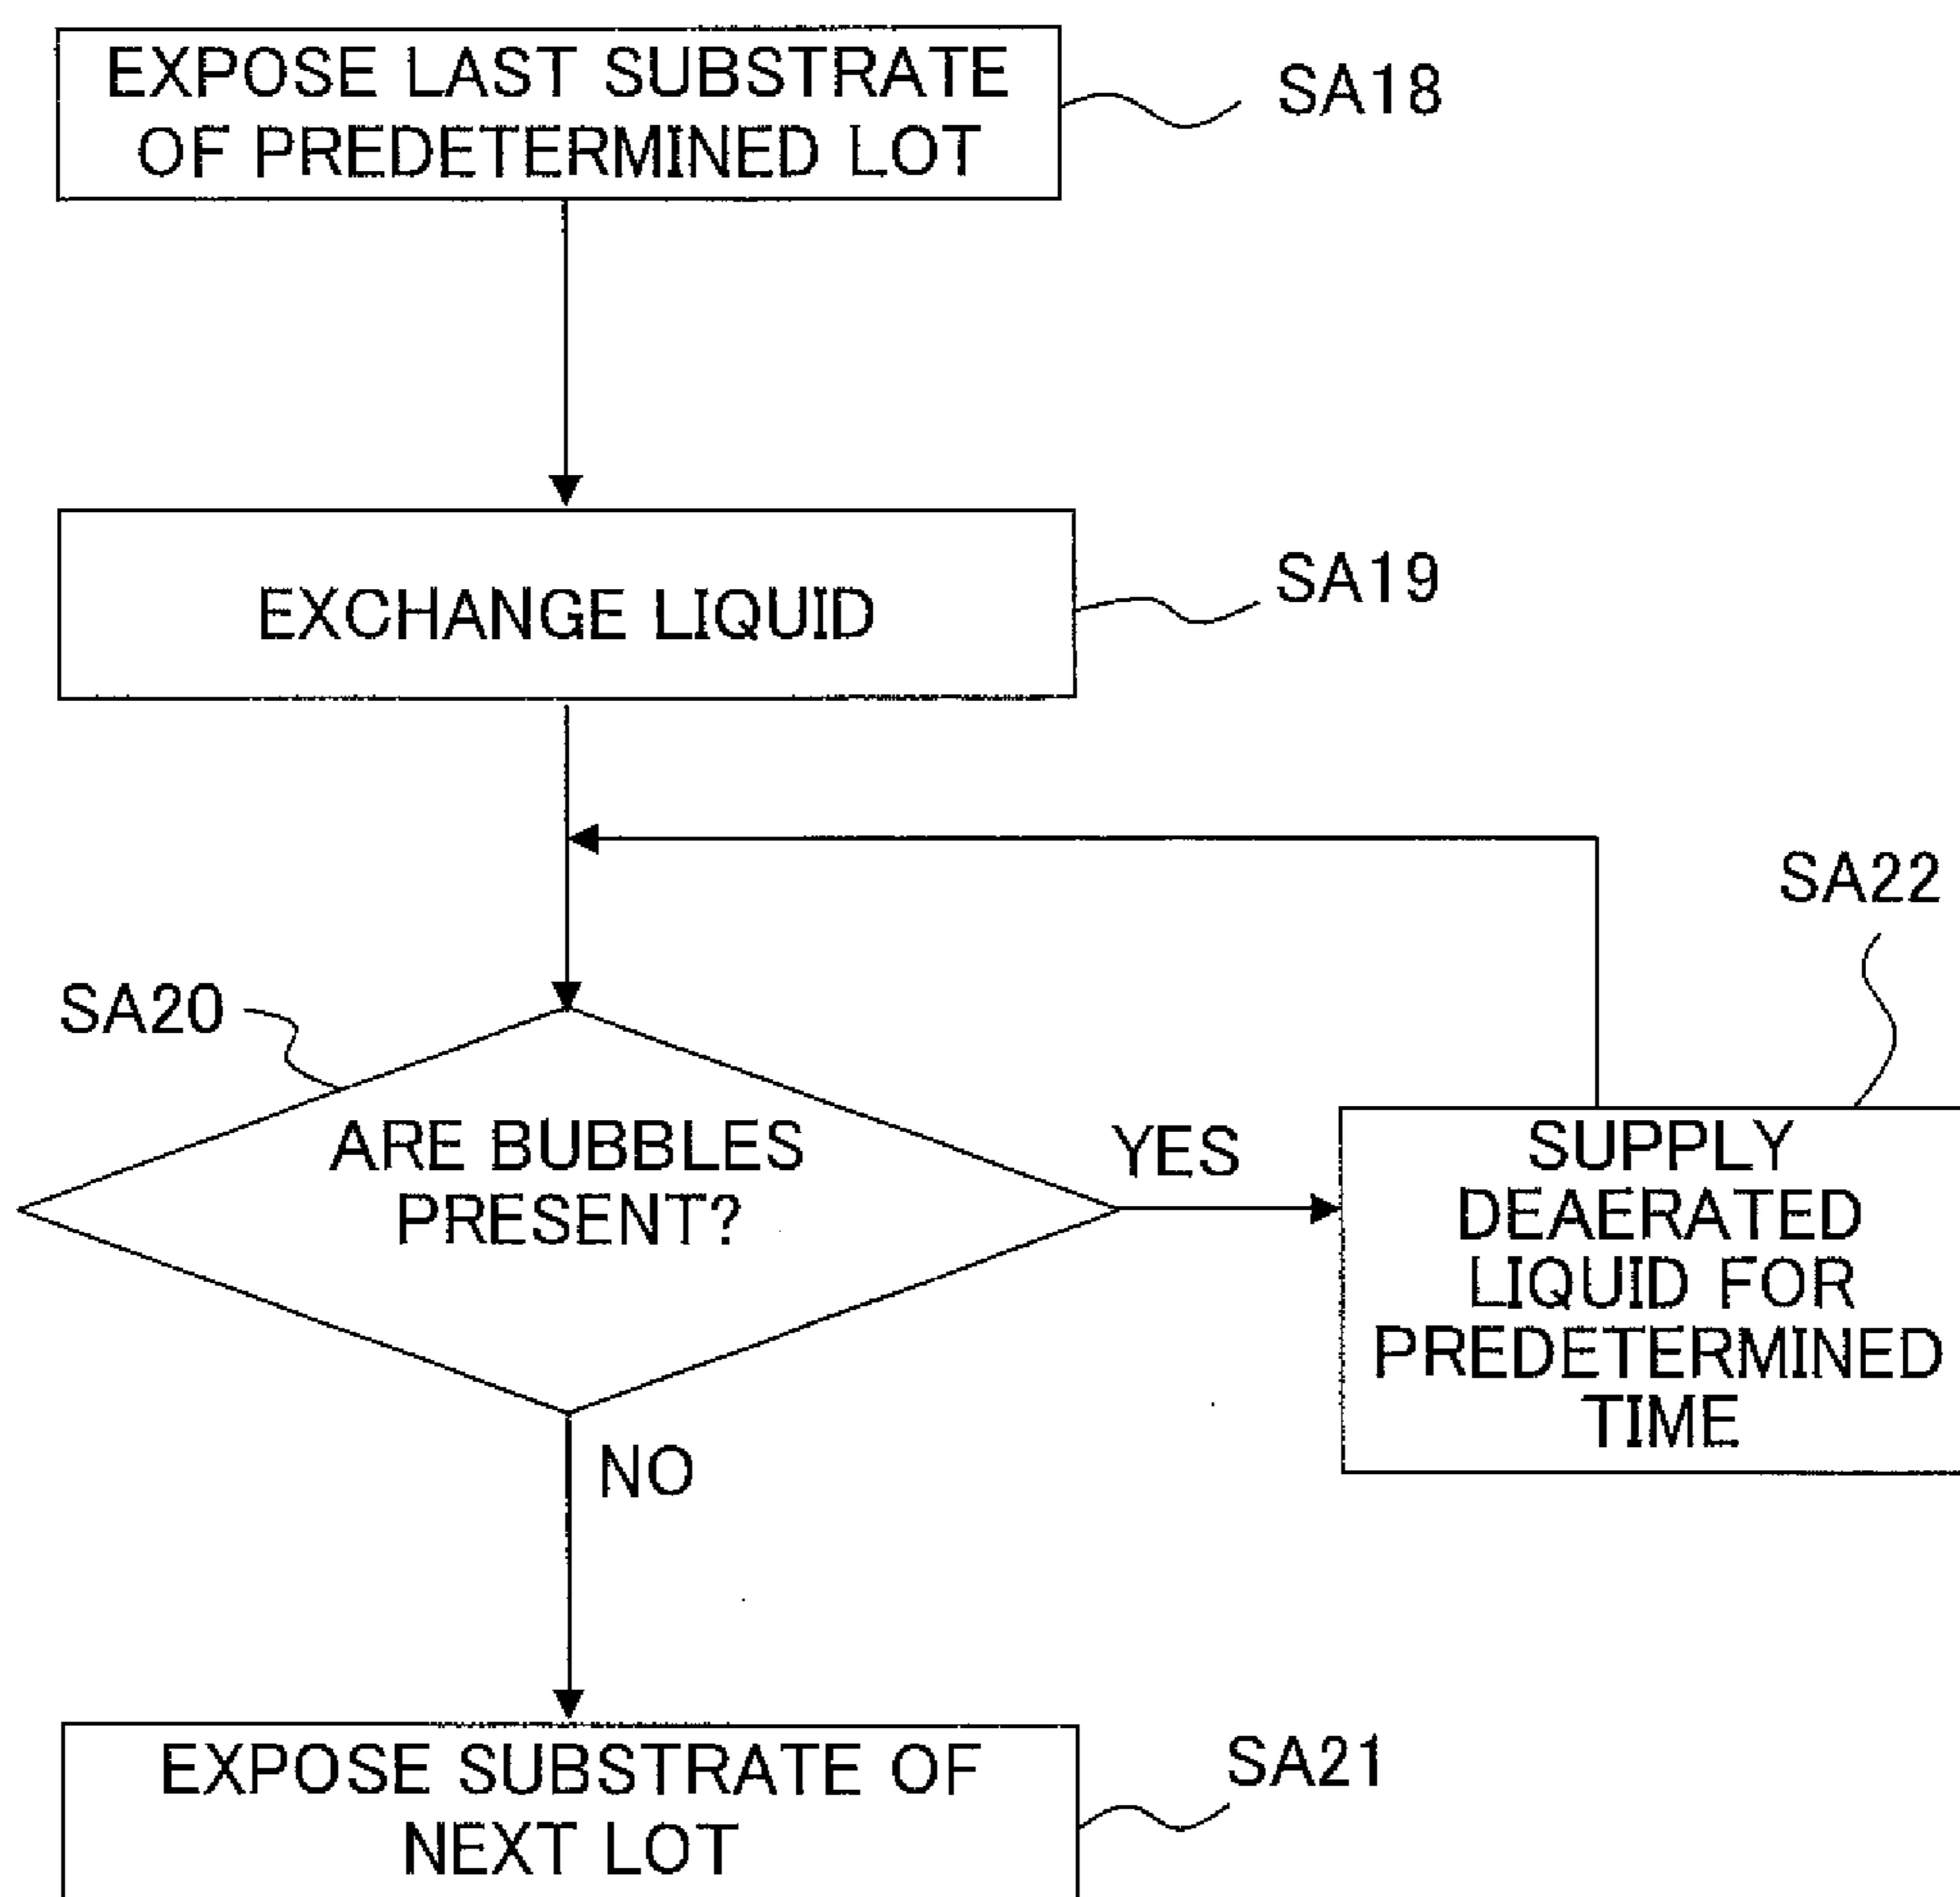 EXPOSE LAST SUBSTRATE
OF PREDETERMINED LOT
SA18
EXCHANGE LIQUID
SA19
SA22
SA20
ARE BUBBLES
PRESENT?
YES
SUPPLY
DEAERATED
LIQUID FOR
PREDETERMINED
TIME
NO
EXPOSE SUBSTRATE OF
NEXT LOT
SA21